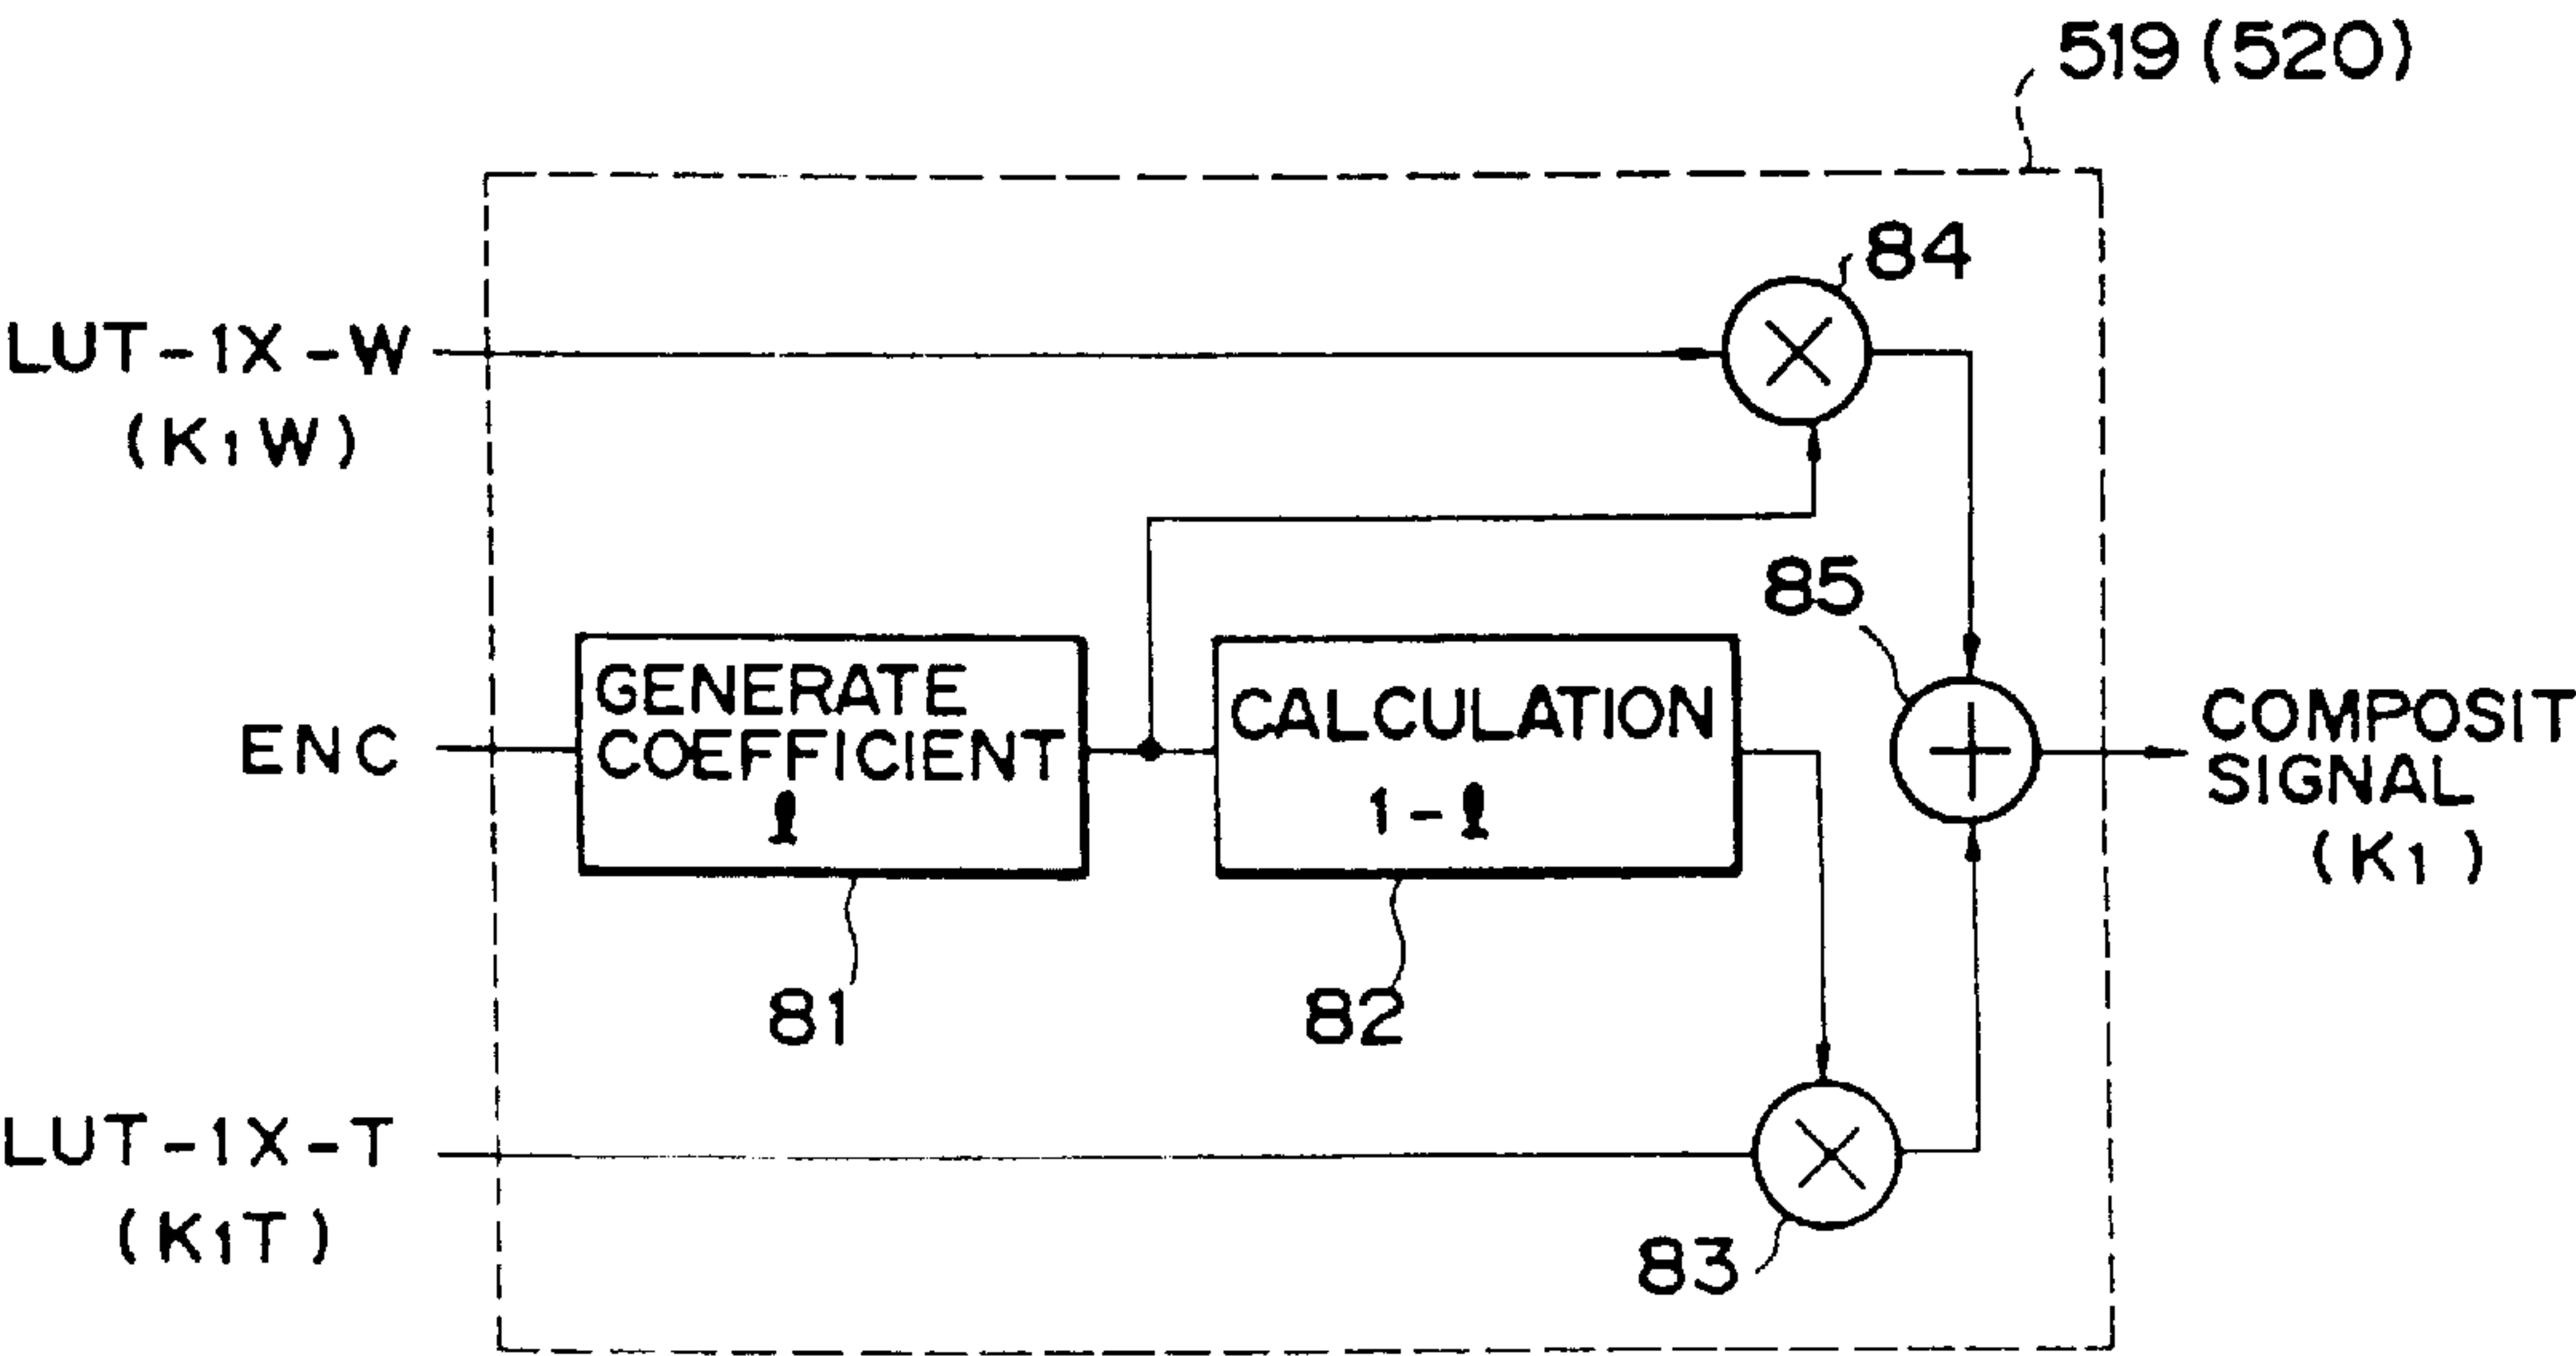 519 (520)
84
LUT-1X-W
(K1W)
85
ENC
GENERATE
COEFFICIENT
ℓ
CALCULATION
1-ℓ
COMPOSIT
SIGNAL
(K1)
81
82
LUT-1X-T
(K1T)
83